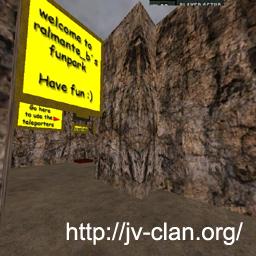 welcome to
ralmante_b's
funpark
Have fun :)
Go here
to use the
teleporters
http://jv-clan.org/